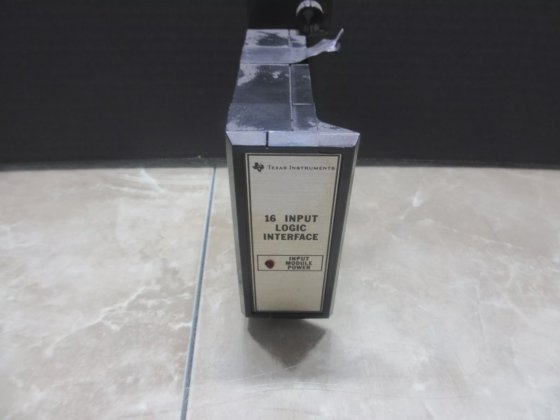 TEXAS INSTRUMENTS
16 INPUT
LOGIC
INTERFACE
INPUT
MODULE
POWER